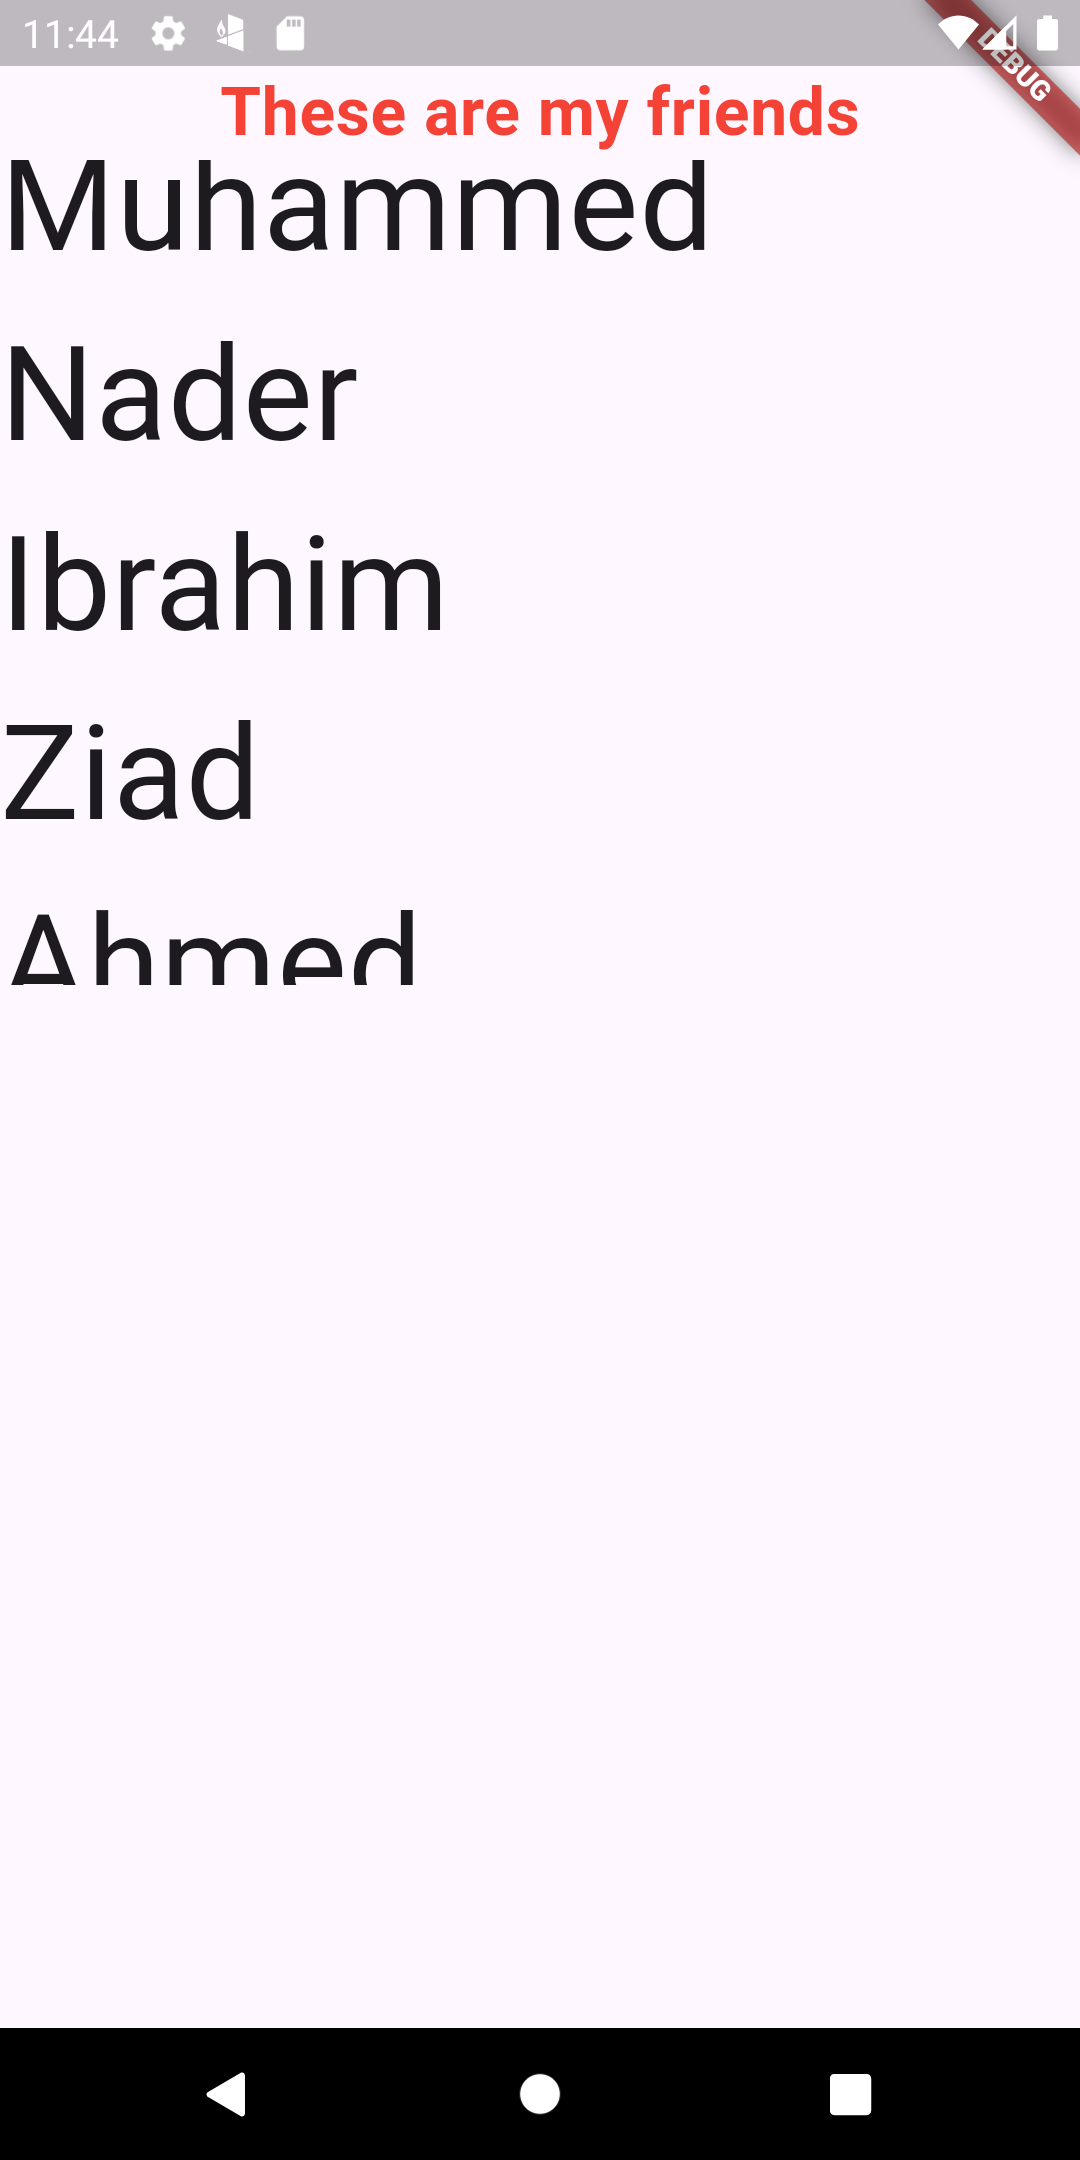 11:44
DEBUG
These are my friends
Muhammed
Nader
Ibrahim
Ziad
Ahmed